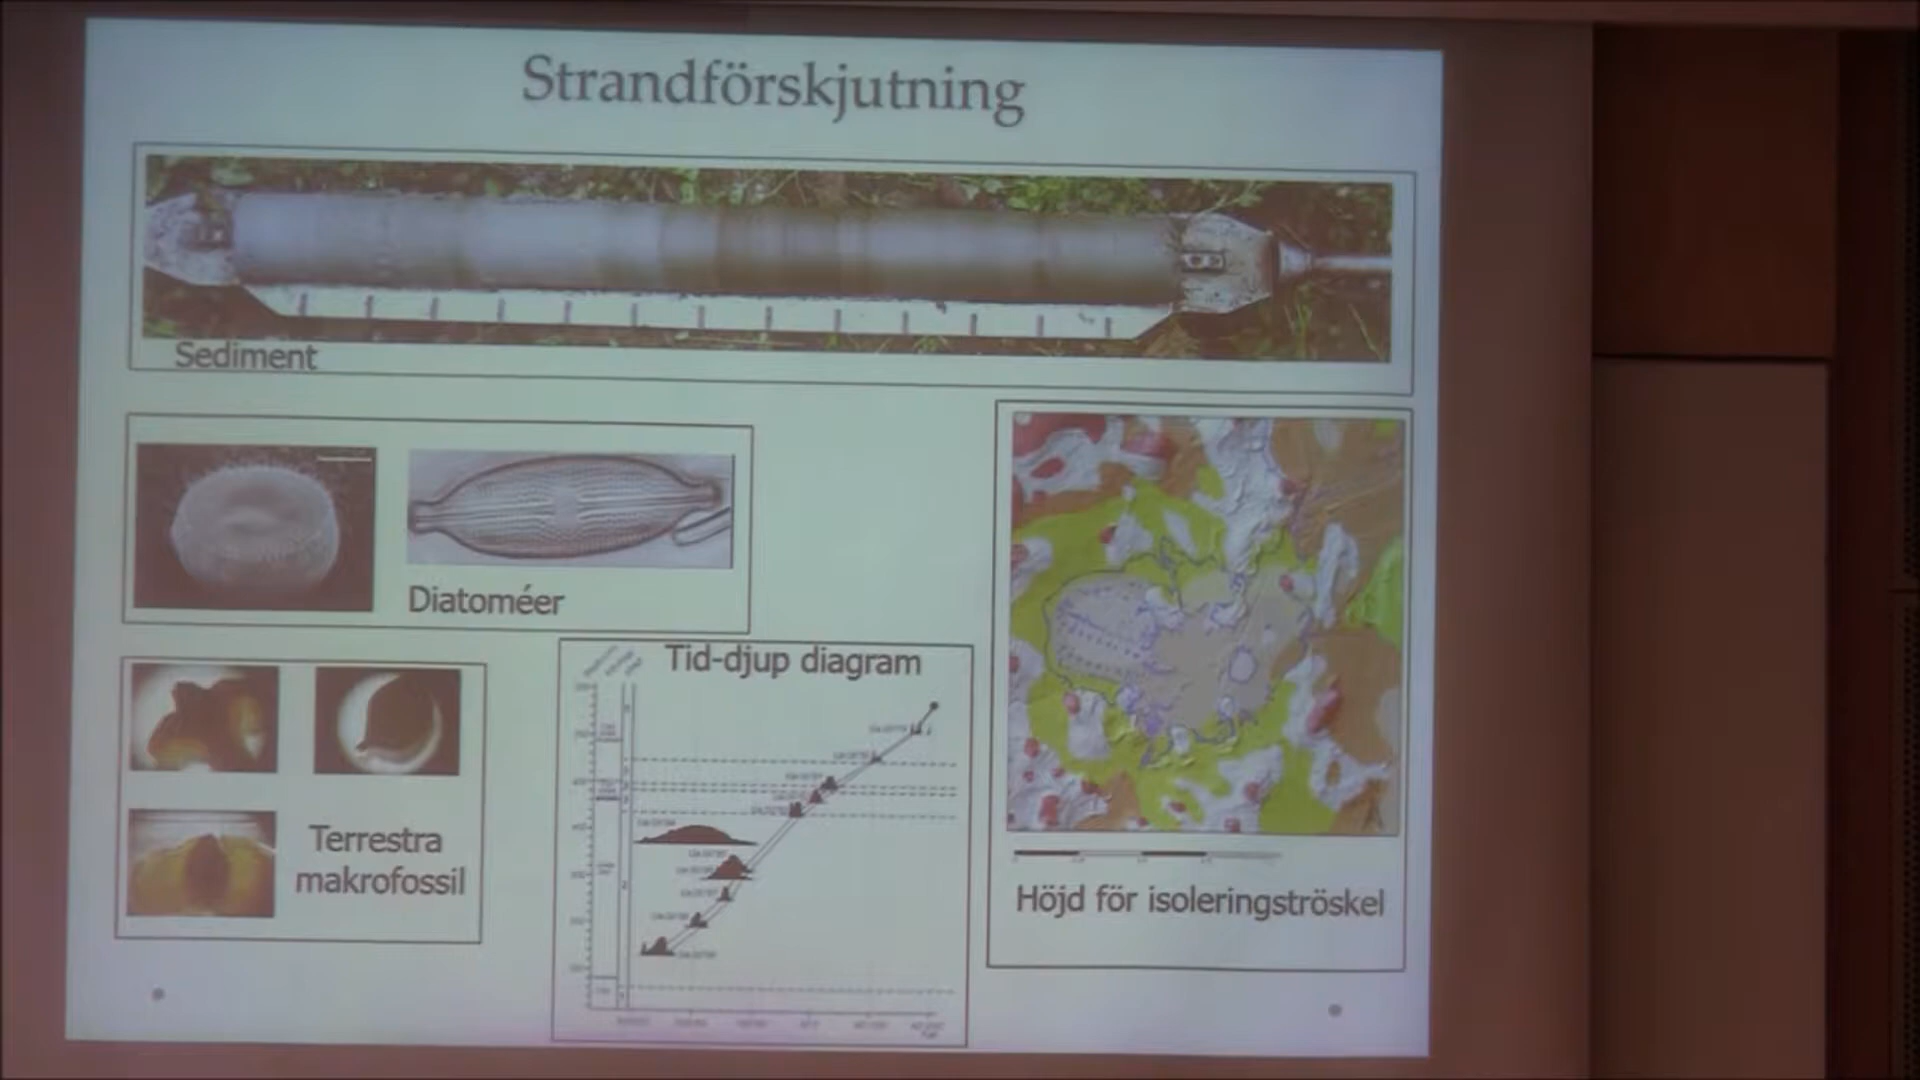 Strandförskjutning
Sediment
Diatoméer
Terrestra
makrofossil
Tid-djup diagram
Höjd för isoleringströskel